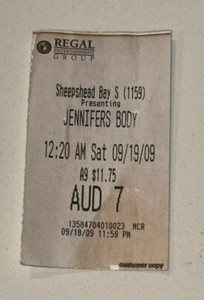 REGAL
ENTERTAINMENT
GROUP
Sheepshead Bay S (1159)
Presenting
JENNIFERS BODY
12:20 AM Sat 09/19/09
A9 $11.75
AUD 7
13584704010023 MCR
09/18/09 11:59 PM
customer copy